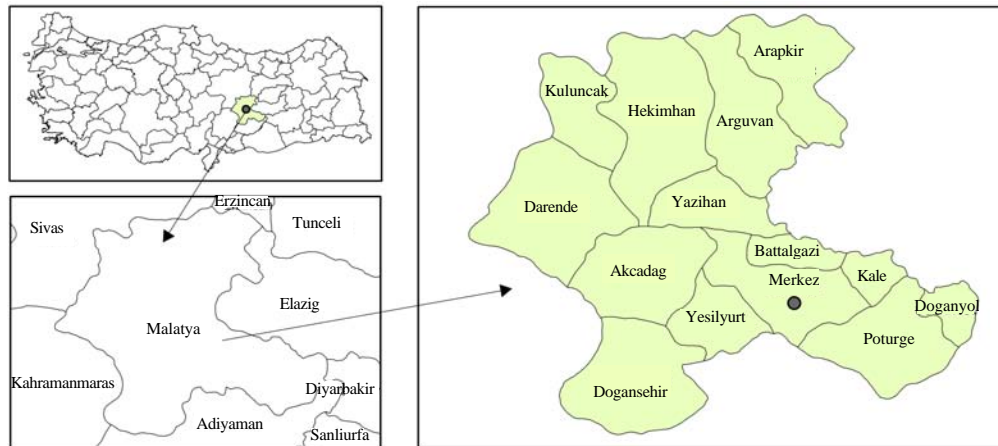 Erzincan
Sivas
Tunceli
Elazig
Malatya
Kahramanmaras
Diyarbakir
Adiyaman
Sanliurfa
Arapkir
Kuluncak
Hekimhan
Arguvan
Darende
Yazihan
Battalgazi
Akcadag
Merkez
Kale
Doganyol
Yesilyurt
Poturge
Dogansehir